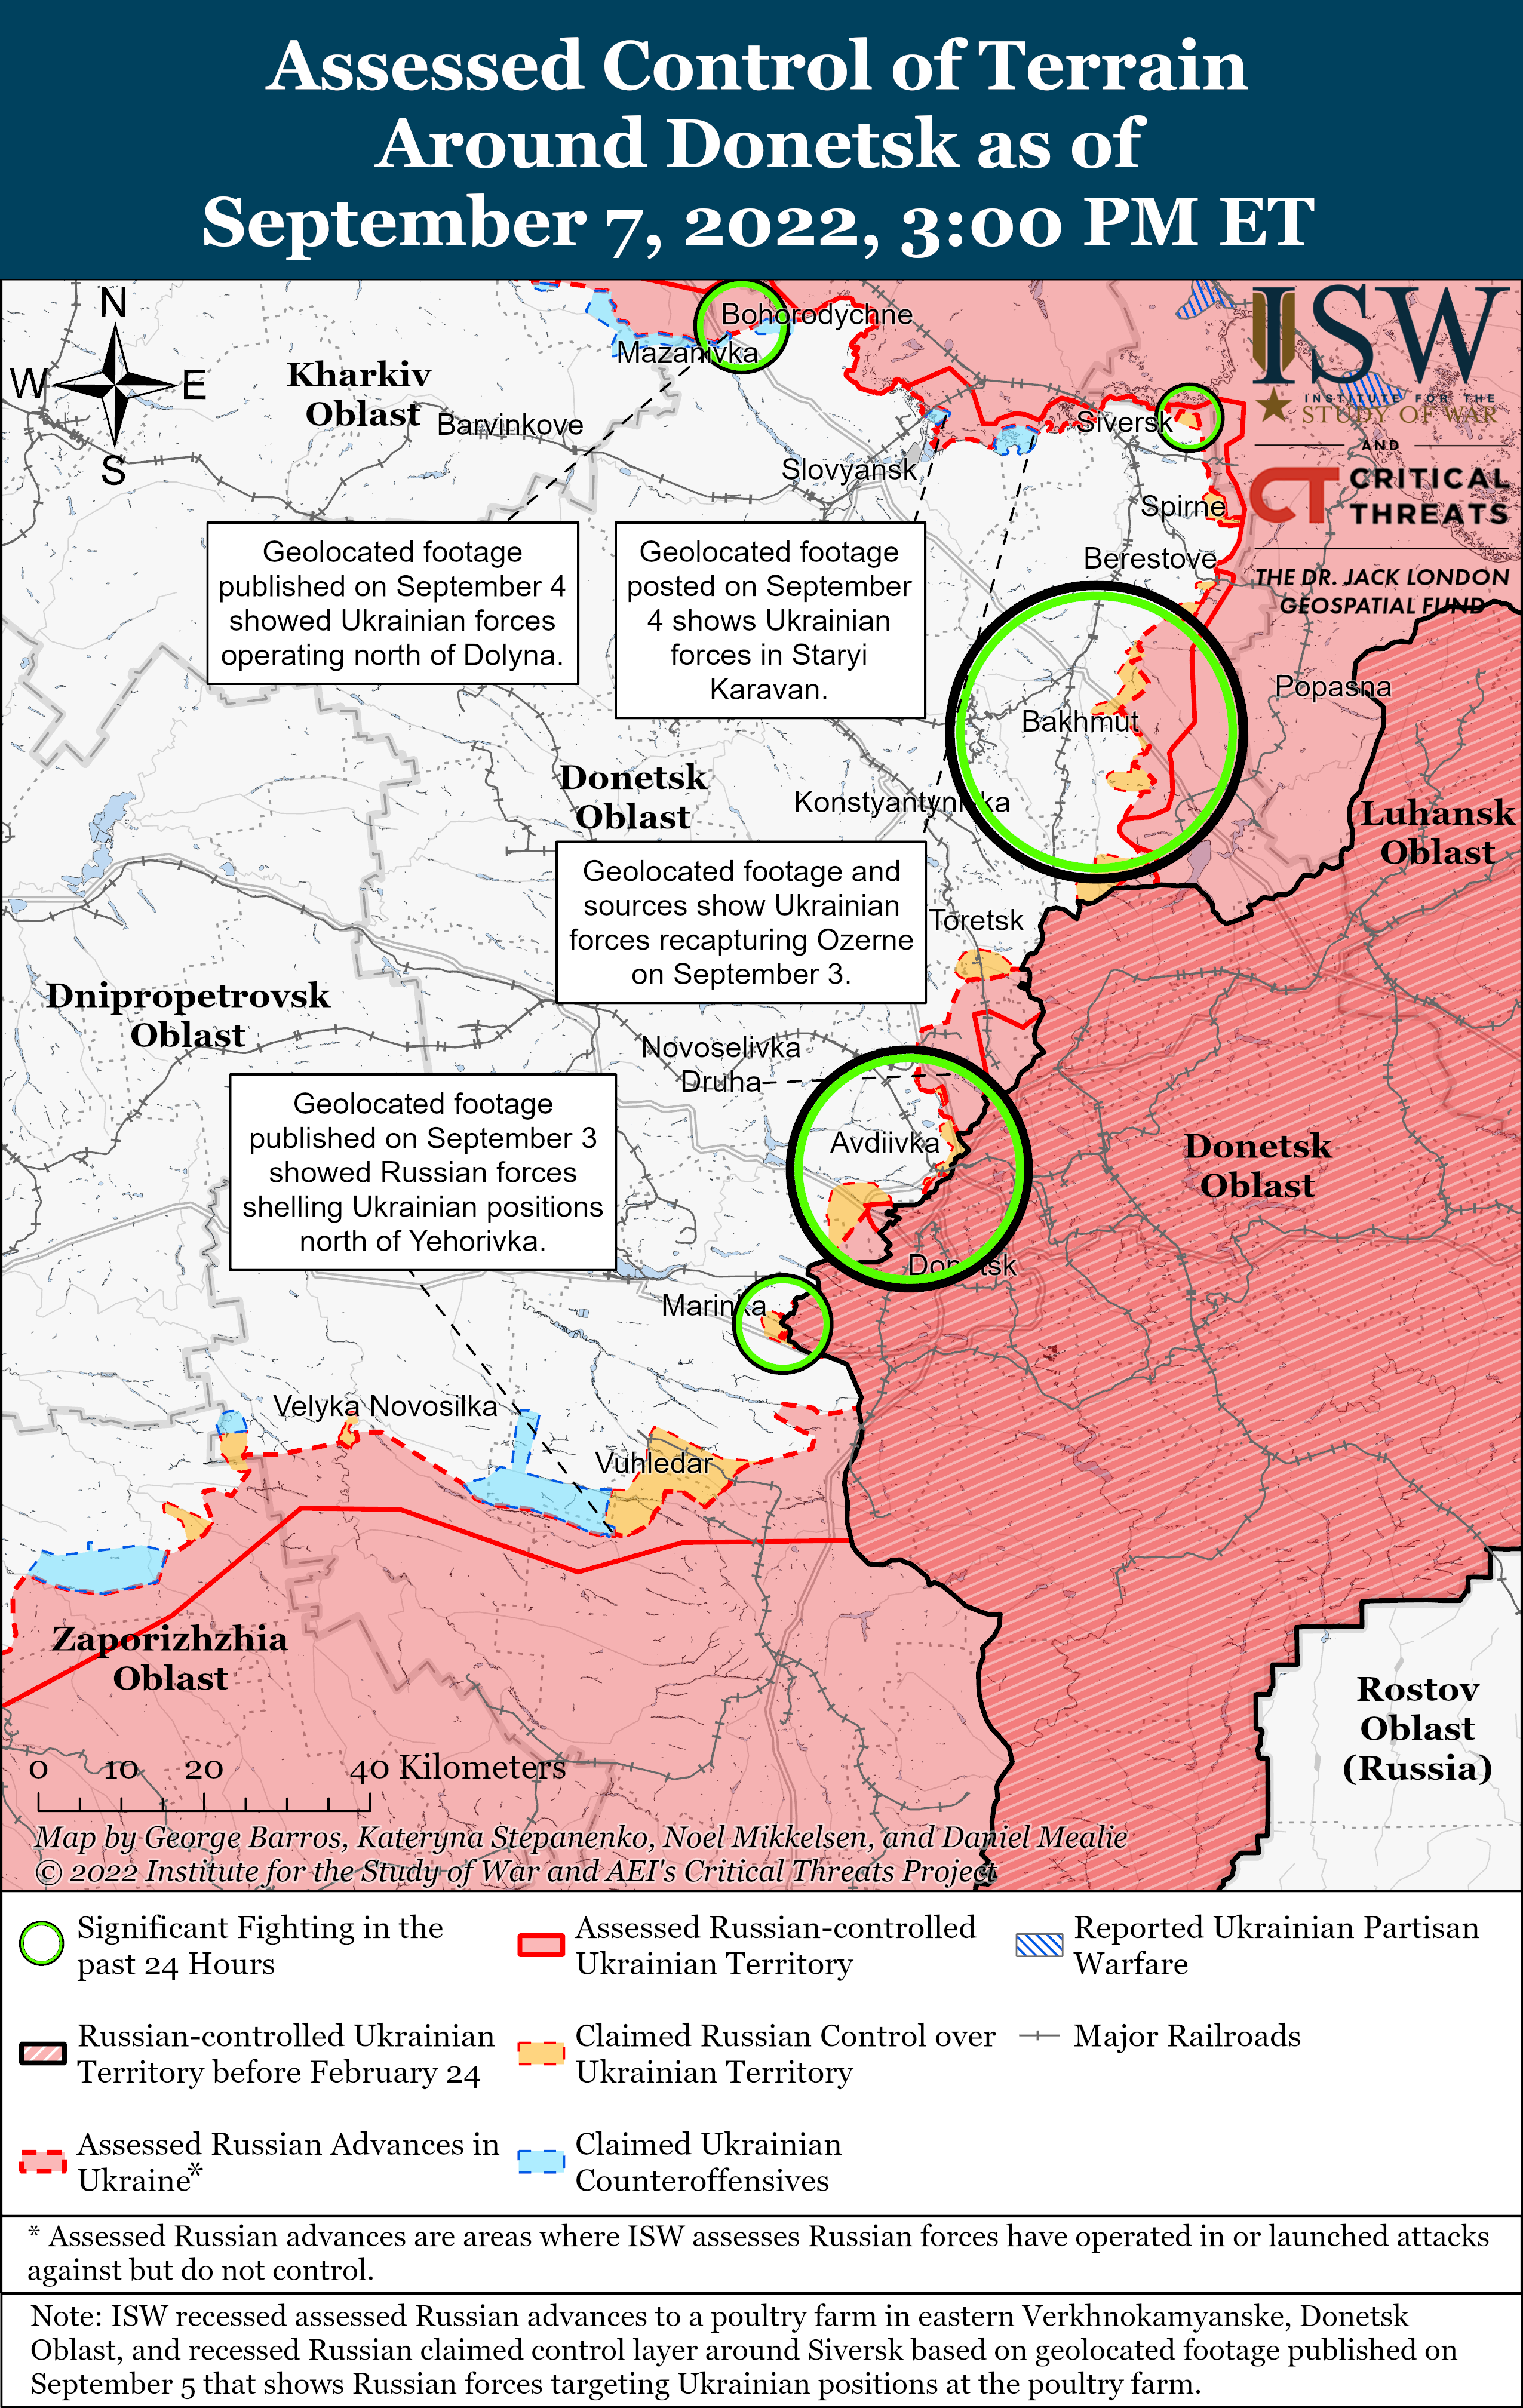 Assessed Control of Terrain
Around Donetsk as of
September 7, 2022, 3:00 PM ET
N
W
E
S
ISW
INSTITUTE FOR THE
STUDY OF WAR
AND
CT CRITICAL
THREATS
THE DR. JACK LONDON
GEOSPATIAL FUND
Bohorodychne
Mazanivka
Kharkiv
Oblast
Barvinkove
Siversk
Slovyansk
Spirne
Berestove
Geolocated footage
published on September 4
showed Ukrainian forces
operating north of Dolyna.
Geolocated footage
posted on September
4 shows Ukrainian
forces in Staryi
Karavan.
Popasna
Bakhmut
Donetsk
Oblast
Konstyantynivka
Luhansk
Oblast
Geolocated footage and
sources show Ukrainian
forces recapturing Ozerne
on September 3.
Toretsk
Dnipropetrovsk
Oblast
Novoselivka
Druha
Geolocated footage
published on September 3
showed Russian forces
shelling Ukrainian positions
north of Yehorivka.
Avdiivka
Donetsk
Oblast
Donetsk
Marinka
Velyka Novosilka
Vuhledar
Zaporizhzhia
Oblast
Rostov
Oblast
(Russia)
0 10 20 40 Kilometers
Map by George Barros, Kateryna Stepanenko, Noel Mikkelsen, and Daniel Mealie
© 2022 Institute for the Study of War and AEI's Critical Threats Project
Significant Fighting in the
past 24 Hours
Assessed Russian-controlled
Ukrainian Territory
Reported Ukrainian Partisan
Warfare
Russian-controlled Ukrainian
Territory before February 24
Claimed Russian Control over
Ukrainian Territory
Major Railroads
Assessed Russian Advances in
Ukraine*
Claimed Ukrainian
Counteroffensives
* Assessed Russian advances are areas where ISW assesses Russian forces have operated in or launched attacks
against but do not control.
Note: ISW recessed assessed Russian advances to a poultry farm in eastern Verkhnokamyanske, Donetsk
Oblast, and recessed Russian claimed control layer around Siversk based on geolocated footage published on
September 5 that shows Russian forces targeting Ukrainian positions at the poultry farm.